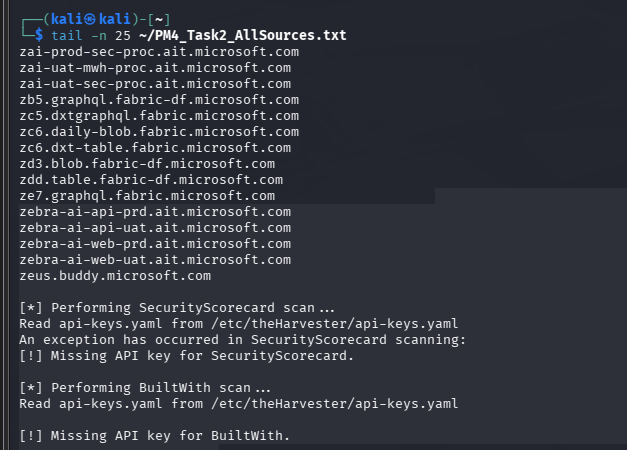 ┌──(kali㉿kali)-[~]
└─$ tail -n 25 ~/PM4_Task2_AllSources.txt
zai-prod-sec-proc.ait.microsoft.com
zai-uat-mwh-proc.ait.microsoft.com
zai-uat-sec-proc.ait.microsoft.com
zb5.graphql.fabric-df.microsoft.com
zc5.dxtgraphql.fabric.microsoft.com
zc6.daily-blob.fabric.microsoft.com
zc6.dxt-table.fabric.microsoft.com
zd3.blob.fabric-df.microsoft.com
zdd.table.fabric-df.microsoft.com
ze7.graphql.fabric.microsoft.com
zebra-ai-api-prd.ait.microsoft.com
zebra-ai-api-uat.ait.microsoft.com
zebra-ai-web-prd.ait.microsoft.com
zebra-ai-web-uat.ait.microsoft.com
zeus.buddy.microsoft.com

[*] Performing SecurityScorecard scan...
Read api-keys.yaml from /etc/theHarvester/api-keys.yaml
An exception has occurred in SecurityScorecard scanning:
[!] Missing API key for SecurityScorecard.

[*] Performing BuiltWith scan...
Read api-keys.yaml from /etc/theHarvester/api-keys.yaml

[!] Missing API key for BuiltWith.